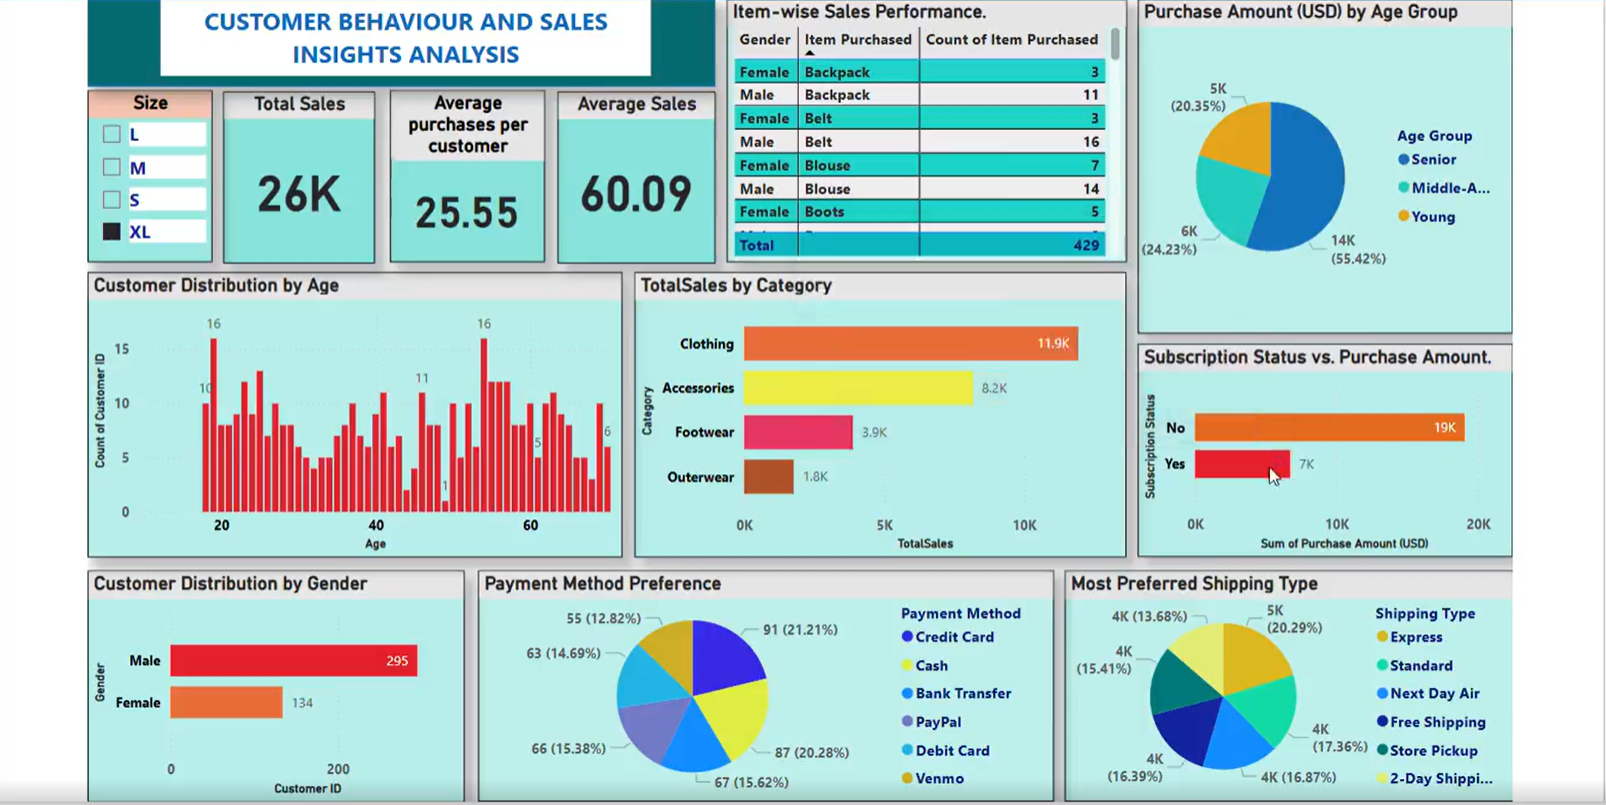 CUSTOMER BEHAVIOUR AND SALES
INSIGHTS ANALYSIS
Size
L
M
S
XL
Total Sales
26K
Average
purchases per
customer
25.55
Average Sales
60.09
Item-wise Sales Performance.
Gender Item Purchased Count of Item Purchased
Female Backpack 3
Male Backpack 11
Female Belt 3
Male Belt 16
Female Blouse 7
Male Blouse 14
Female Boots 5
Total 429
Purchase Amount (USD) by Age Group
5K
(20.35%)
6K
(24.23%)
14K
(55.42%)
Age Group
Senior
Middle-A...
Young
Customer Distribution by Age
Count of Customer ID
15
10
5
0
10
16
11
1
16
5
6
20 40 60
Age
TotalSales by Category
Category
Clothing 11.9K
Accessories 8.2K
Footwear 3.9K
Outerwear 1.8K
0K 5K 10K
TotalSales
Subscription Status vs. Purchase Amount.
Subscription Status
No 19K
Yes 7K
0K 10K 20K
Sum of Purchase Amount (USD)
Customer Distribution by Gender
Gender
Male 295
Female 134
0 200
Customer ID
Payment Method Preference
55 (12.82%)
91 (21.21%)
63 (14.69%)
66 (15.38%)
87 (20.28%)
67 (15.62%)
Payment Method
Credit Card
Cash
Bank Transfer
PayPal
Debit Card
Venmo
Most Preferred Shipping Type
4K (13.68%)
5K
(20.29%)
4K
(15.41%)
4K
(17.36%)
4K
(16.39%)
4K (16.87%)
Shipping Type
Express
Standard
Next Day Air
Free Shipping
Store Pickup
2-Day Shippi...